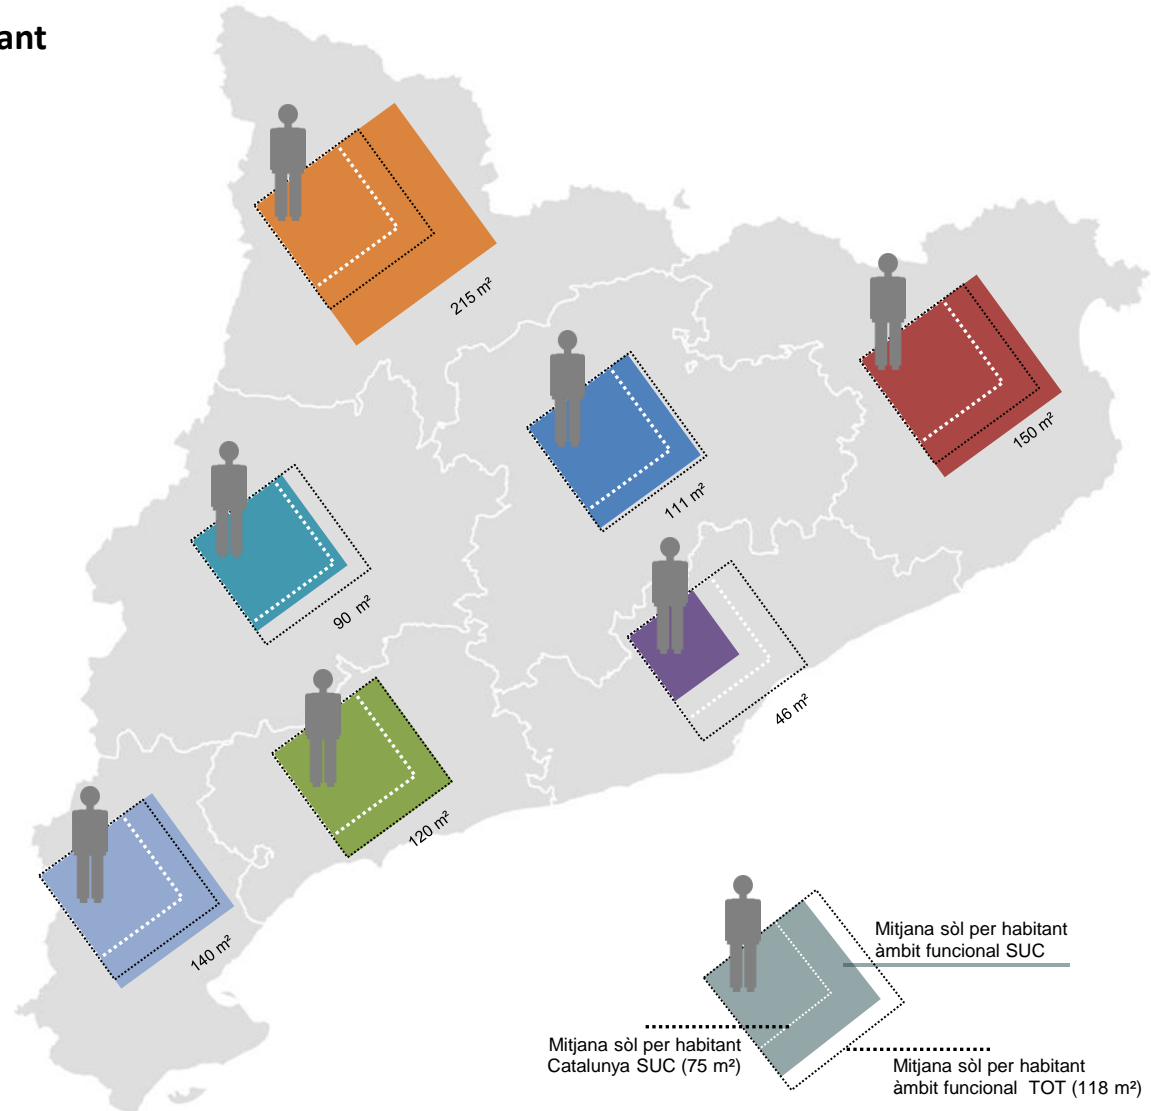 ant
215 m²
150 m²
111 m²
90 m²
46 m²
120 m²
140 m²
Mitjana sòl per habitant
àmbit funcional SUC
Mitjana sòl per habitant
Catalunya SUC (75 m²)
Mitjana sòl per habitant
àmbit funcional TOT (118 m²)